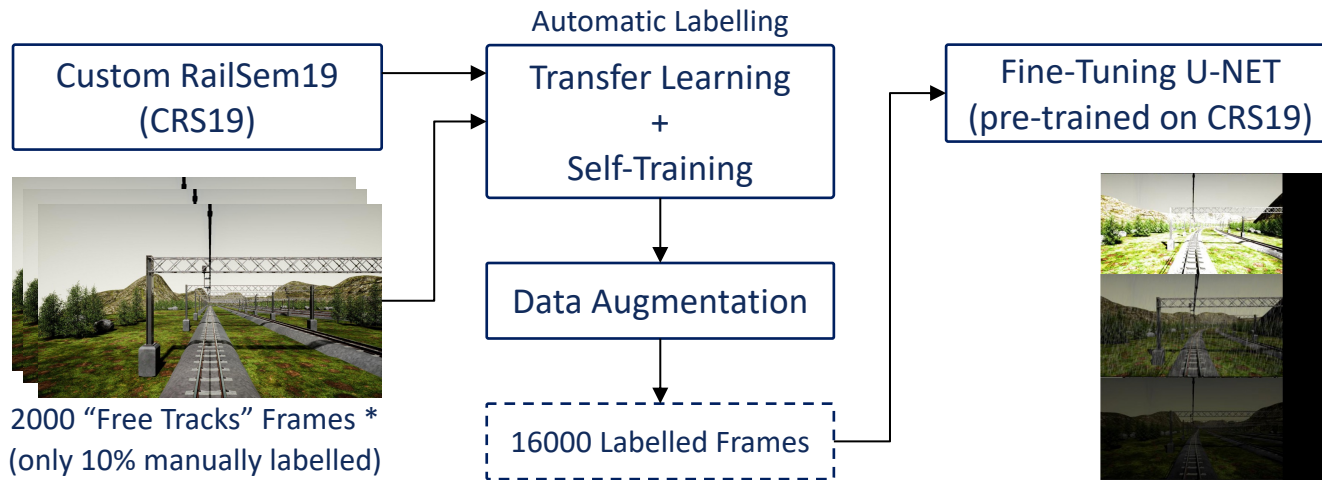 Automatic Labelling
Custom RailSem19
(CRS19)
Transfer Learning
+
Self-Training
Fine-Tuning U-NET
(pre-trained on CRS19)
Data Augmentation
2000 “Free Tracks” Frames *
(only 10% manually labelled)
16000 Labelled Frames